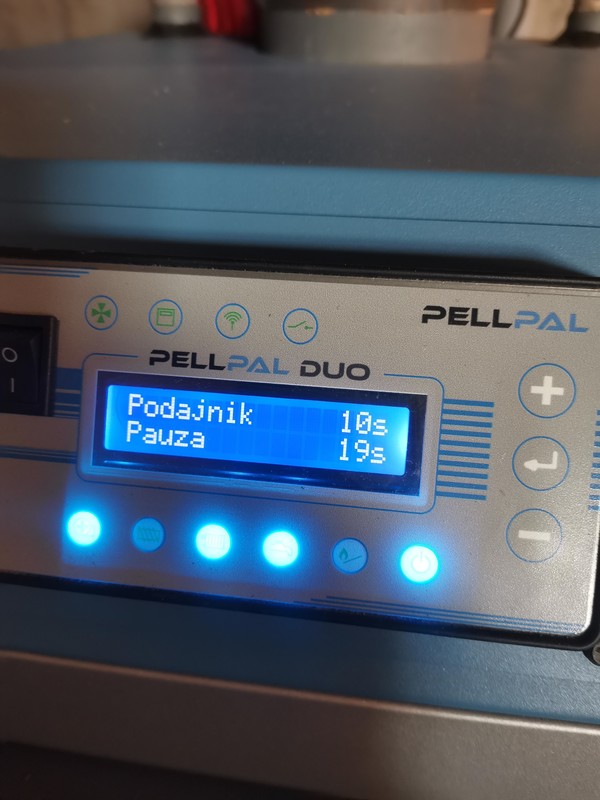 PELLPAL
PELLPAL DUO
Podajnik 10s
Pauza 19s